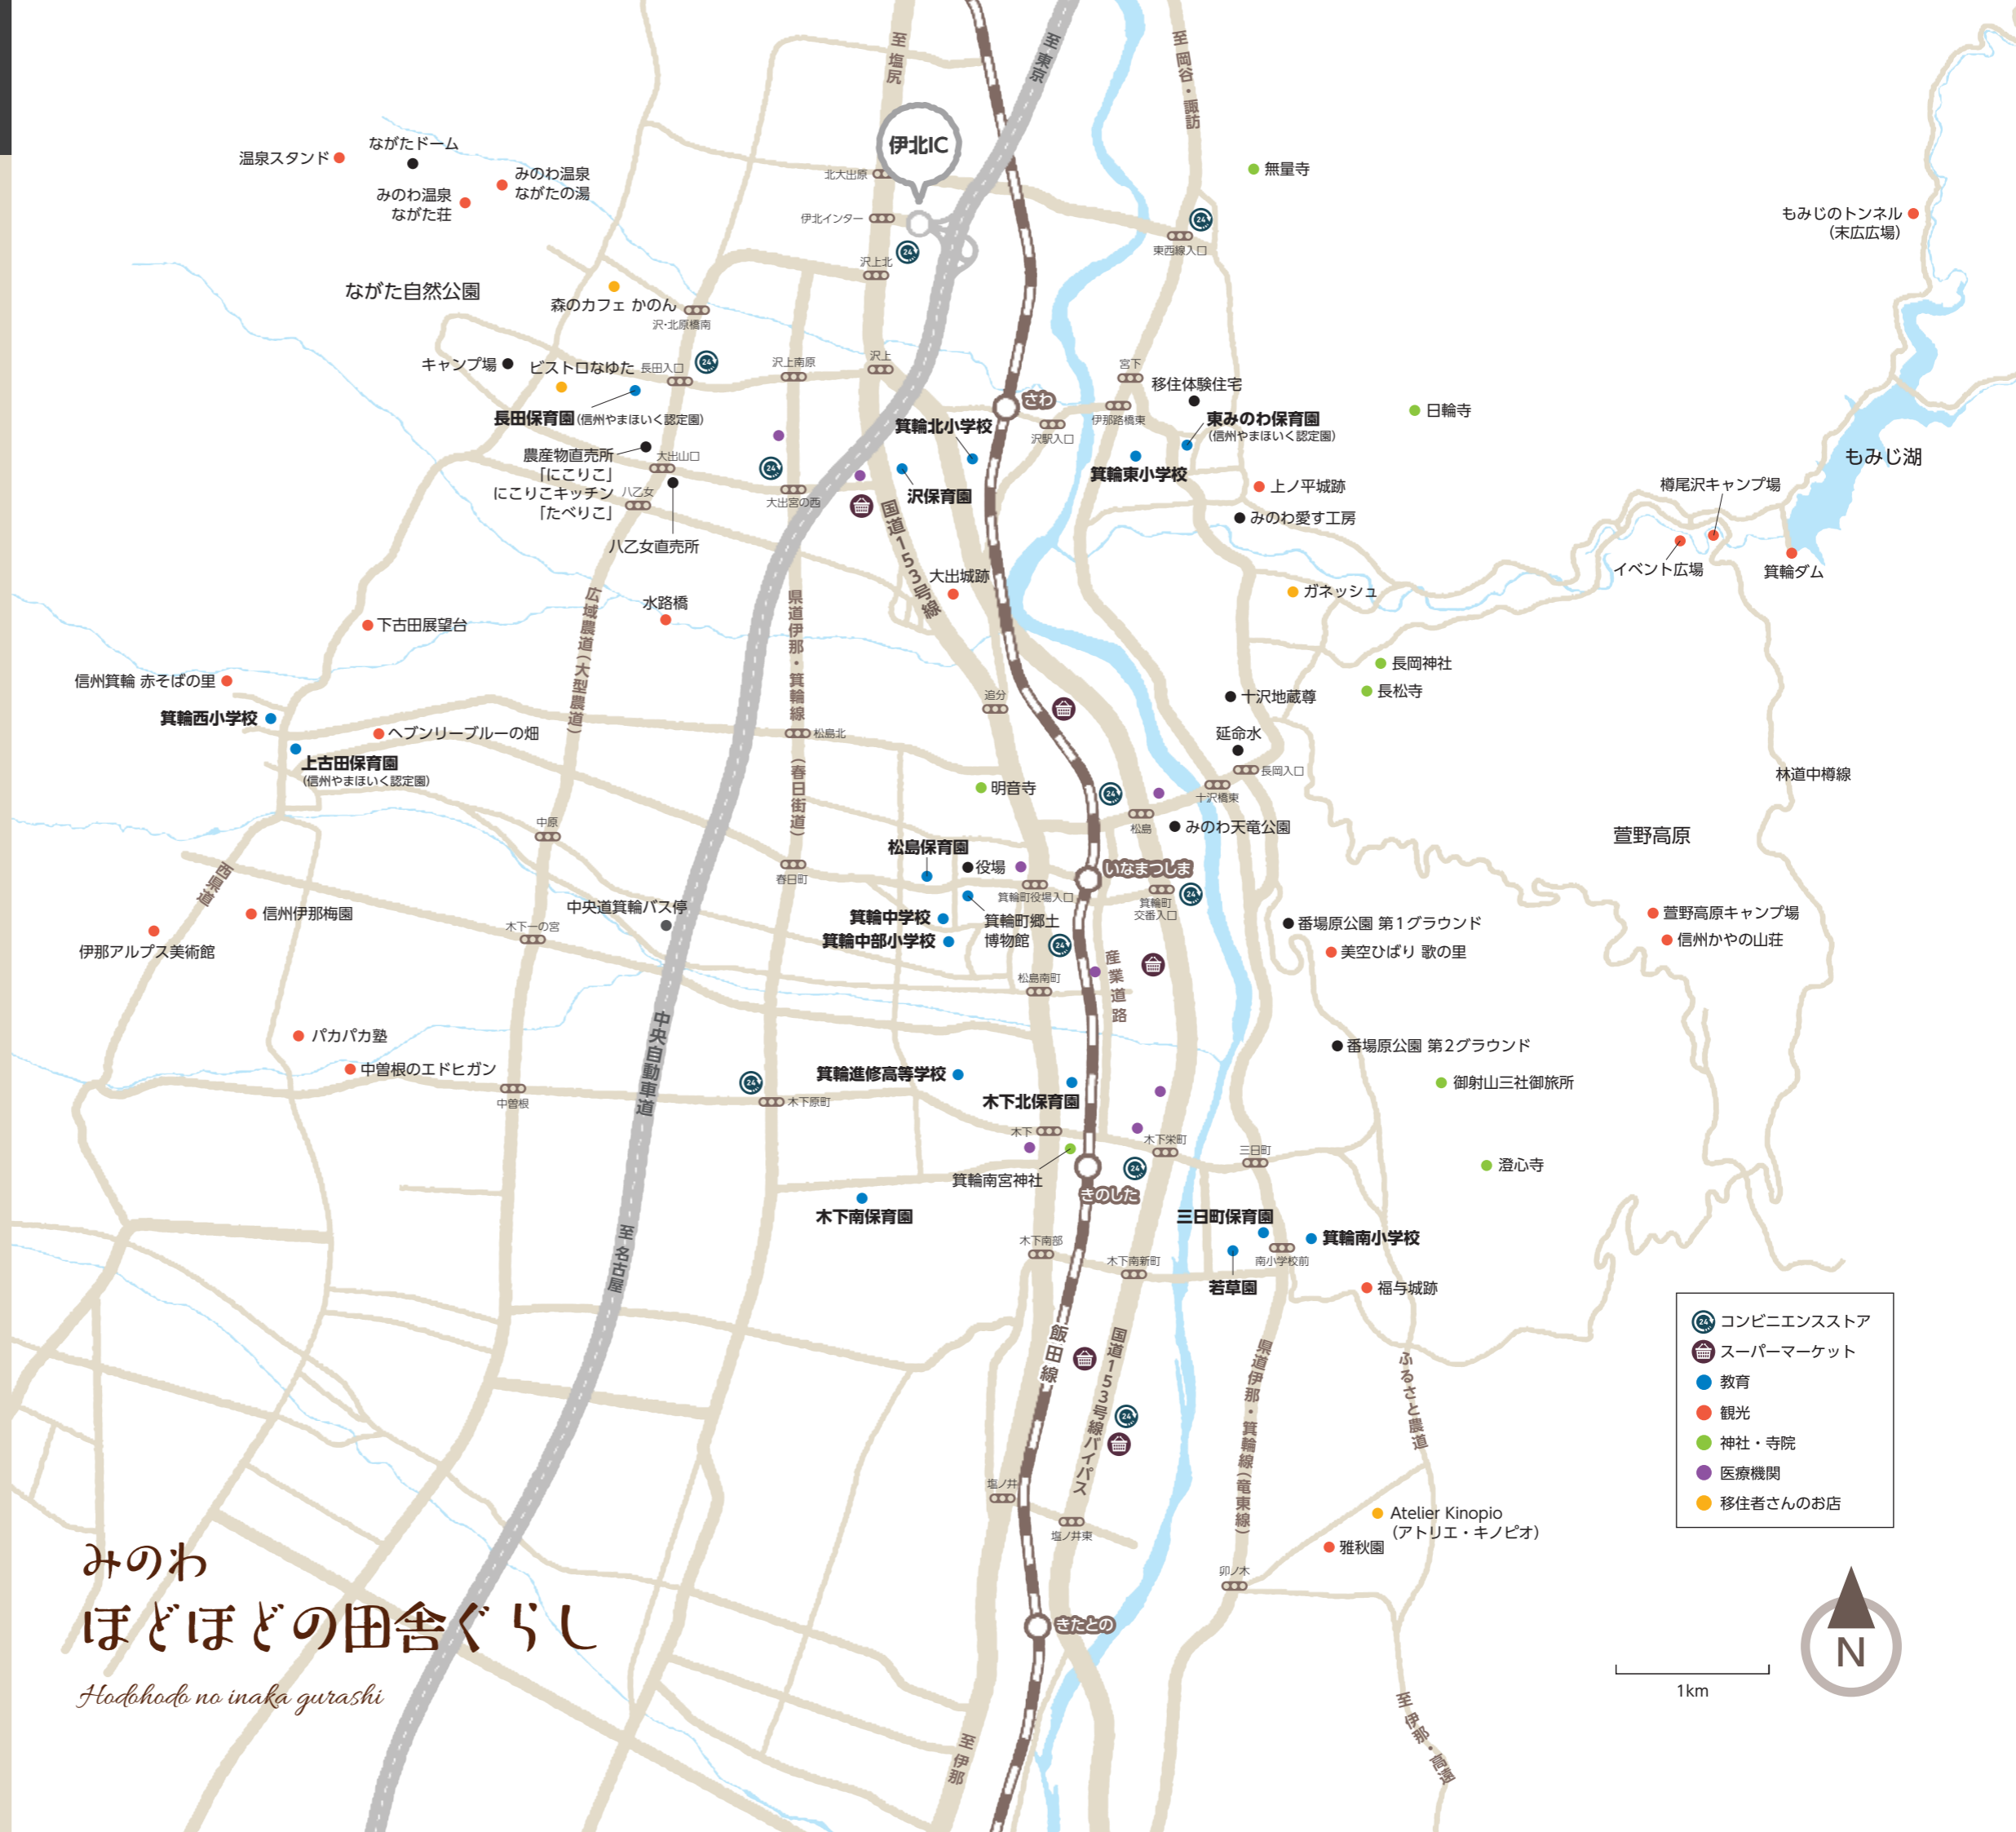 至 塩尻
至 東京
至 岡谷・諏訪
伊北IC
北大出原
伊北インター
沢上北
東西線入口
無量寺
温泉スタンド
ながたドーム
みのわ温泉
ながたの湯
みのわ温泉
ながた荘
もみじのトンネル
(末広広場)
ながた自然公園
森のカフェ かのん
沢・北原橋南
キャンプ場
ビストロなゆた
長田入口
沢上南原
沢上
宮下
長田保育園(信州やまほいく認定園)
さわ
沢駅入口
伊那路橋東
移住体験住宅
東みのわ保育園
(信州やまほいく認定園)
日輪寺
箕輪北小学校
箕輪東小学校
沢保育園
もみじ湖
農産物直売所
「にこりこ」
にこりこキッチン
「たべりこ」
大出山口
八乙女
八乙女直売所
大出宮の西
国道153号線
上ノ平城跡
みのわ愛す工房
樽尾沢キャンプ場
イベント広場
箕輪ダム
大出城跡
ガネッシュ
水路橋
広域農道(大型農道)
県道伊那・箕輪線
(春日街道)
下古田展望台
信州箕輪 赤そばの里
箕輪西小学校
ヘブンリーブルーの畑
上古田保育園
(信州やまほいく認定園)
追分
松島北
長岡神社
長松寺
十沢地蔵尊
延命水
長岡入口
十沢橋東
林道中樽線
明音寺
松島
みのわ天竜公園
萱野高原
中原
春日町
松島保育園
役場
いなまつしま
箕輪町役場入口
箕輪町
交番入口
西県道
信州伊那梅園
伊那アルプス美術館
木下一の宮
中央道箕輪バス停
箕輪中学校
箕輪中部小学校
箕輪町郷土
博物館
松島南町
産業道路
番場原公園 第1グラウンド
美空ひばり 歌の里
萱野高原キャンプ場
信州かやの山荘
中央自動車道
パカパカ塾
中曽根のエドヒガン
中曽根
木下原町
箕輪進修高等学校
木下北保育園
番場原公園 第2グラウンド
御射山三社御旅所
木下
木下栄町
三日町
澄心寺
箕輪南宮神社
きのした
木下南保育園
三日町保育園
箕輪南小学校
南小学校前
若草園
福与城跡
至 名古屋
木下南部
木下南新町
飯田線
国道153号線バイパス
県道伊那・箕輪線(竜東線)
ふるさと農道
塩ノ井
塩ノ井東
Atelier Kinopio
(アトリエ・キノピオ)
雅秋園
卯ノ木
きたとの
至 伊那
至 伊那・高遠
コンビニエンスストア
スーパーマーケット
教育
観光
神社・寺院
医療機関
移住者さんのお店
N
1km
みのわ
ほどほどの田舎ぐらし
Hodohodo no inaka gurashi